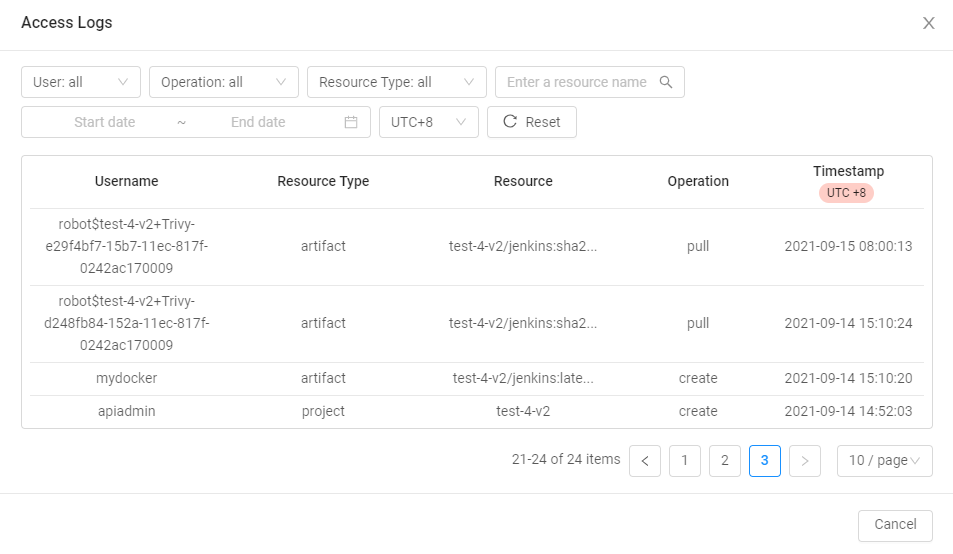 Access Logs
User: all
Operation: all
Resource Type: all
Enter a resource name
Start date
~
End date
UTC+8
Reset
Username
Resource Type
Resource
Operation
Timestamp
UTC +8
robot$test-4-v2+Trivy-
e29f4bf7-15b7-11ec-817f-
0242ac170009
artifact
test-4-v2/jenkins:sha2...
pull
2021-09-15 08:00:13
robot$test-4-v2+Trivy-
d248fb84-152a-11ec-817f-
0242ac170009
artifact
test-4-v2/jenkins:sha2...
pull
2021-09-14 15:10:24
mydocker
artifact
test-4-v2/jenkins:late...
create
2021-09-14 15:10:20
apiadmin
project
test-4-v2
create
2021-09-14 14:52:03
21-24 of 24 items
1
2
3
10 / page
Cancel